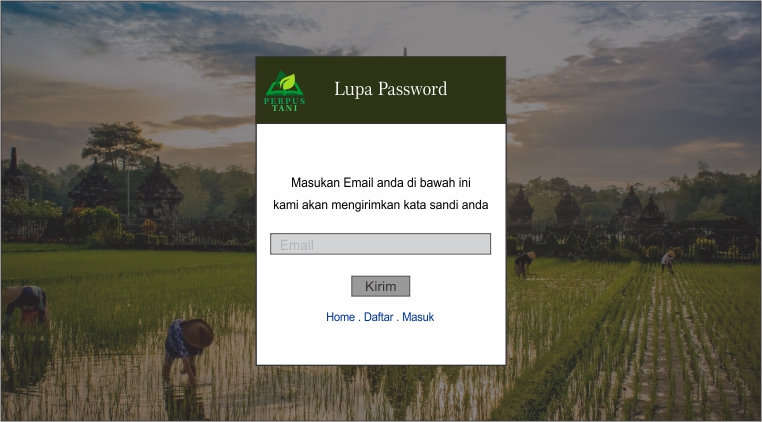 PERPUS
TANI
Lupa Password
Masukan Email anda di bawah ini
kami akan mengirimkan kata sandi anda
Email
Kirim
Home . Daftar . Masuk